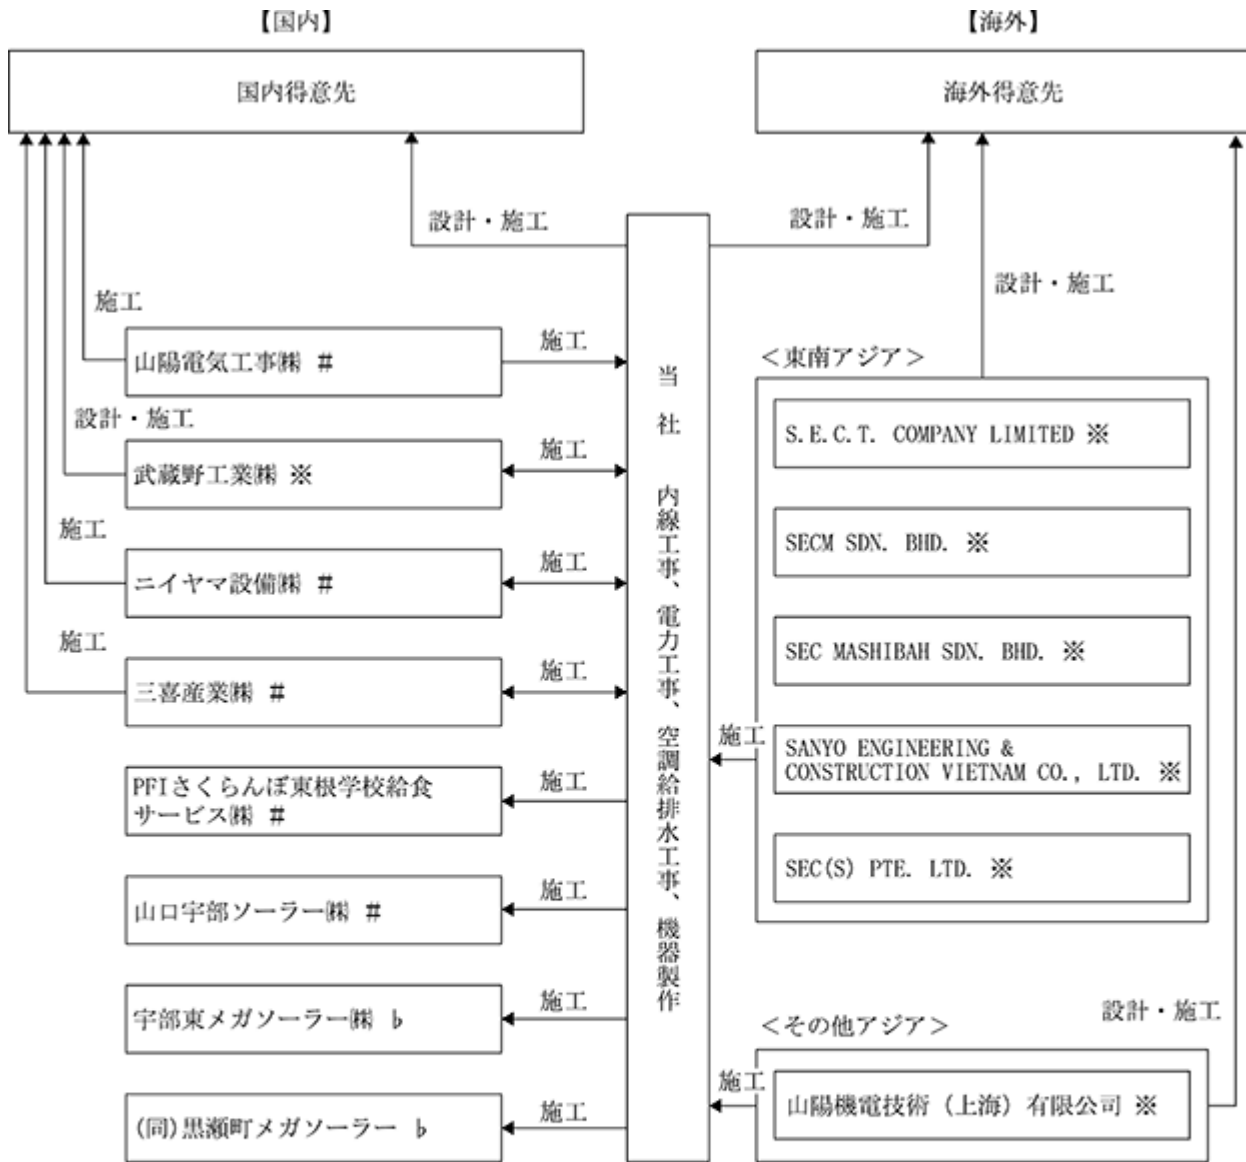 【国内】
【海外】
国内得意先
海外得意先
設計・施工
設計・施工
設計・施工
施工
山陽電気工事㈱ #
施工
設計・施工
武蔵野工業㈱ ※
施工
施工
ニイヤマ設備㈱ #
施工
施工
三喜産業㈱ #
施工
PFIさくらんぼ東根学校給食
サービス㈱ #
施工
山口宇部ソーラー㈱ #
施工
宇部東メガソーラー㈱ ♭
施工
(同)黒瀬町メガソーラー ♭
施工
当社 内線工事、電力工事、空調給排水工事、機器製作
＜東南アジア＞
S.E.C.T. COMPANY LIMITED ※
SECM SDN. BHD. ※
SEC MASHIBAH SDN. BHD. ※
施工
SANYO ENGINEERING &
CONSTRUCTION VIETNAM CO., LTD. ※
SEC(S) PTE. LTD. ※
＜その他アジア＞
設計・施工
施工
山陽機電技術（上海）有限公司 ※